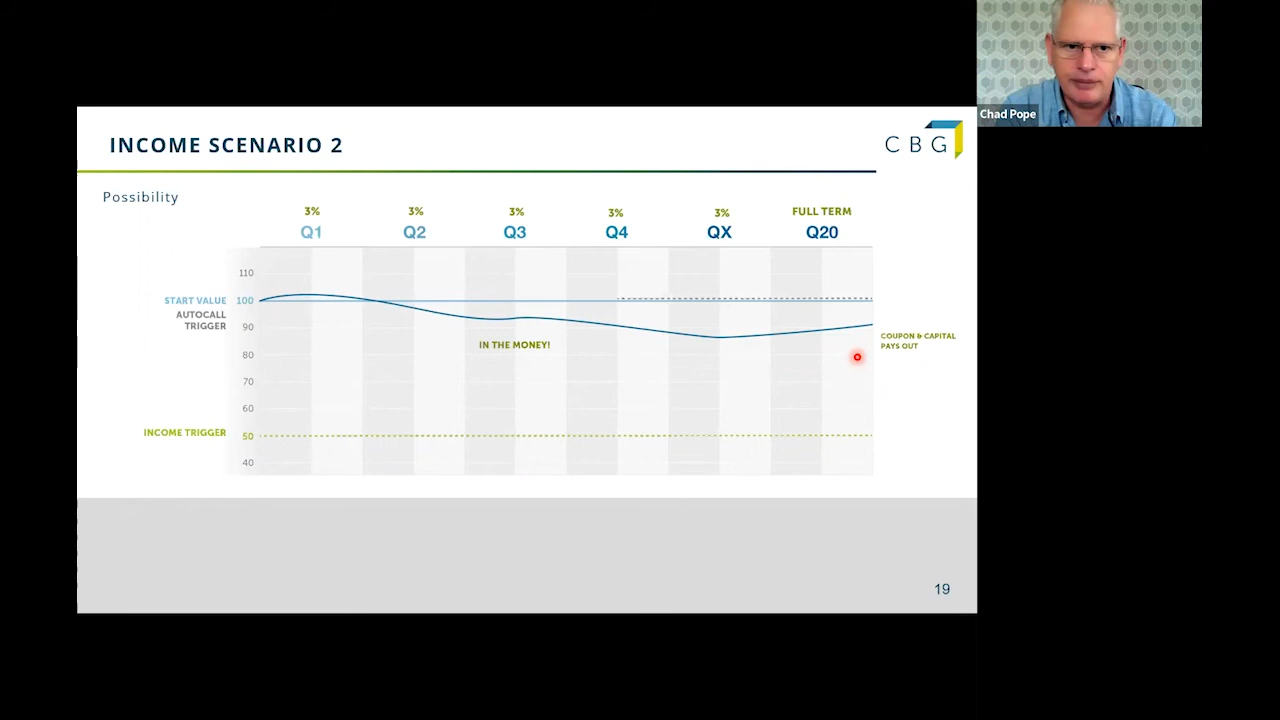 Chad Pope
INCOME SCENARIO 2
CBG
Possibility
3% 3% 3% 3% 3% FULL TERM
Q1 Q2 Q3 Q4 QX Q20
110
START VALUE 100
AUTOCALL
TRIGGER
90
IN THE MONEY!
COUPON & CAPITAL
PAYS OUT
80
70
60
INCOME TRIGGER 50
40
19